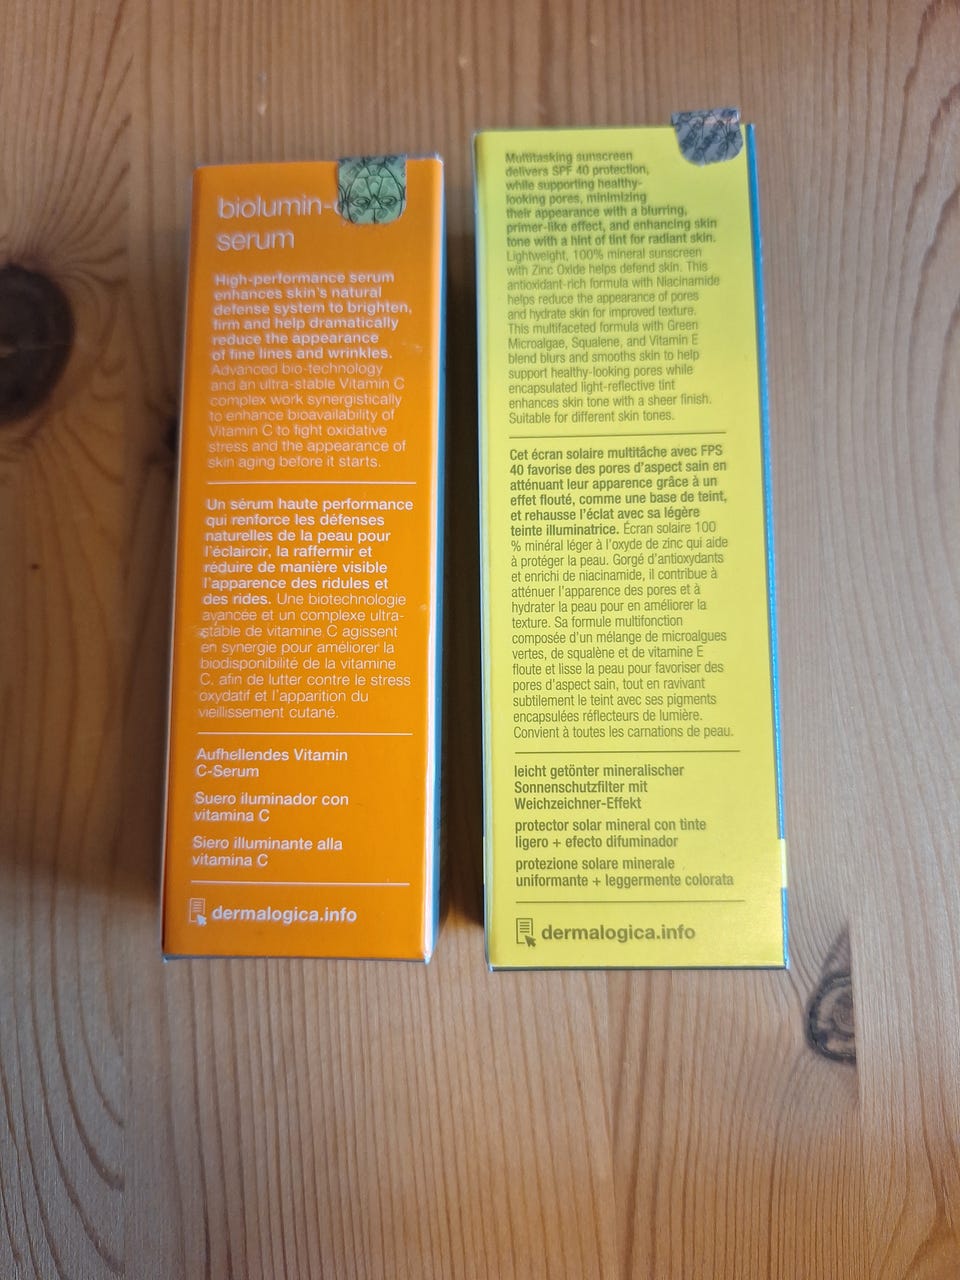 biolumin-c
serum
High-performance serum
enhances skin's natural
defense system to brighten,
firm and help dramatically
reduce the appearance
of fine lines and wrinkles.
Advanced bio-technology
and an ultra-stable Vitamin C
complex work synergistically
to enhance bioavailability of
Vitamin C to fight oxidative
stress and the appearance of
skin aging before it starts.
Un sérum haute performance
qui renforce les défenses
naturelles de la peau pour
l'éclaircir, la raffermir et
réduire de manière visible
l'apparence des ridules et
des rides. Une biotechnologie
avancée et un complexe ultra-
stable de vitamine C agissent
en synergie pour améliorer la
biodisponibilité de la vitamine
C, afin de lutter contre le stress
oxydatif et l'apparition du
vieillissement cutané.
Aufhellendes Vitamin
C-Serum
Suero iluminador con
vitamina C
Siero illuminante alla
vitamina C
dermalogica.info
Multitasking sunscreen
delivers SPF 40 protection,
while supporting healthy-
looking pores, minimizing
their appearance with a blurring,
primer-like effect, and enhancing skin
tone with a hint of tint for radiant skin.
Lightweight, 100% mineral sunscreen
with Zinc Oxide helps defend skin. This
antioxidant-rich formula with Niacinamide
helps reduce the appearance of pores
and hydrate skin for improved texture.
This multifaceted formula with Green
Microalgae, Squalene, and Vitamin E
blend blurs and smooths skin to help
support healthy-looking pores while
encapsulated light-reflective tint
enhances skin tone with a sheer finish.
Suitable for different skin tones.
Cet écran solaire multitâche avec FPS
40 favorise des pores d'aspect sain en
atténuant leur apparence grâce à un
effet flouté, comme une base de teint,
et rehausse l'éclat avec sa légère
teinte illuminatrice. Écran solaire 100
% minéral léger à l'oxyde de zinc qui aide
à protéger la peau. Gorgé d'antioxydants
et enrichi de niacinamide, il contribue à
atténuer l'apparence des pores et à
hydrater la peau pour en améliorer la
texture. Sa formule multifonction
composée d'un mélange de microalgues
vertes, de squalène et de vitamine E
floute et lisse la peau pour favoriser des
pores d'aspect sain, tout en ravivant
subtilement le teint avec ses pigments
encapsulées réflecteurs de lumière.
Convient à toutes les carnations de peau.
leicht getönter mineralischer
Sonnenschutzfilter mit
Weichzeichner-Effekt
protector solar mineral con tinte
ligero + efecto difuminador
protezione solare minerale
uniformante + leggermente colorata
dermalogica.info